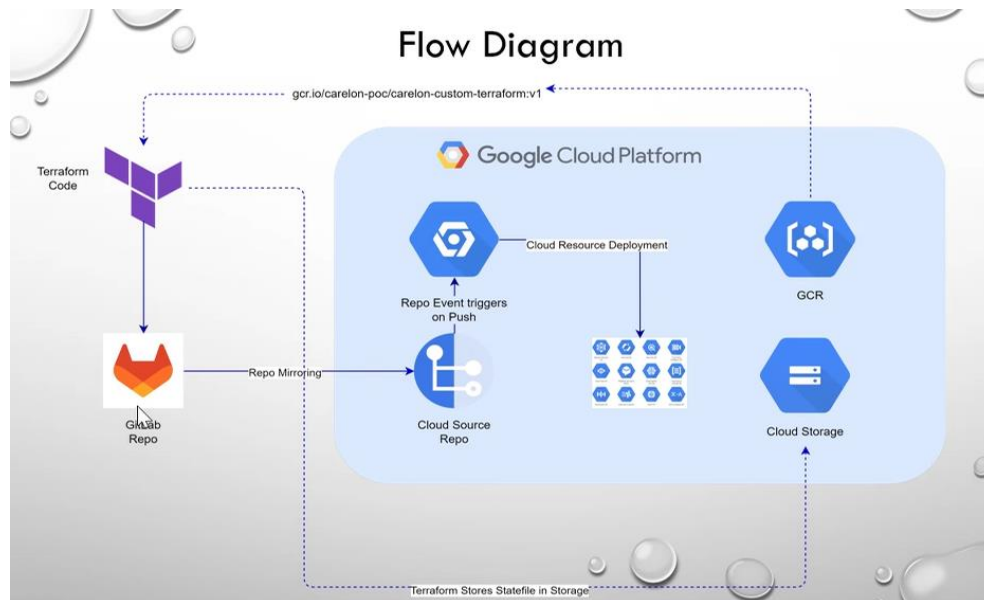 Flow Diagram
gcr.io/carelon-poc/carelon-custom-terraform:v1
Google Cloud Platform
Terraform
Code
Cloud Resource Deployment
GCR
Repo Event triggers
on Push
Repo Mirroring
GitLab
Repo
Cloud Source
Repo
Cloud Storage
Terraform Stores Statefile in Storage